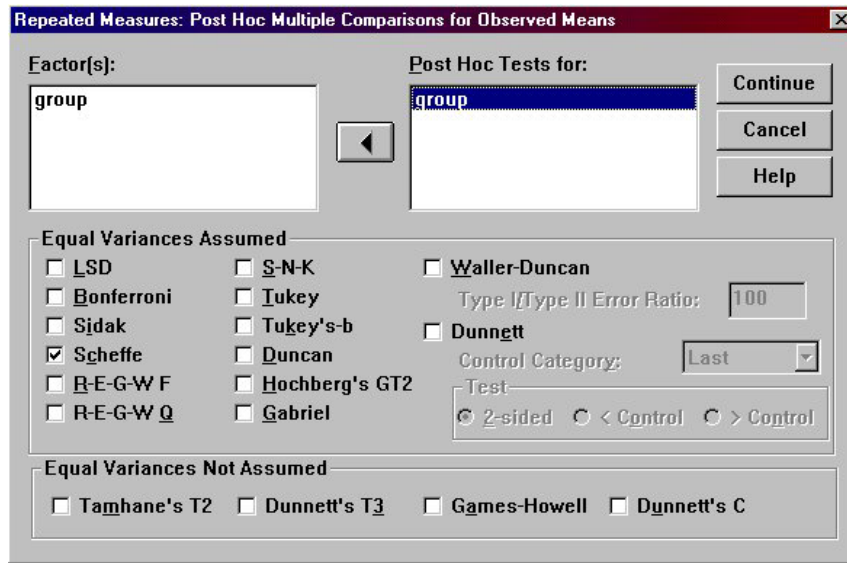 Repeated Measures: Post Hoc Multiple Comparisons for Observed Means
Factor(s):
group
Post Hoc Tests for:
group
Continue
Cancel
Help
Equal Variances Assumed
LSD
Bonferroni
Sidak
Scheffe
R-E-G-W F
R-E-G-W Q
S-N-K
Tukey
Tukey's-b
Duncan
Hochberg's GT2
Gabriel
Waller-Duncan
Type I/Type II Error Ratio: 100
Dunnett
Control Category: Last
Test
2-sided < Control > Control
Equal Variances Not Assumed
Tamhane's T2 Dunnett's T3 Games-Howell Dunnett's C